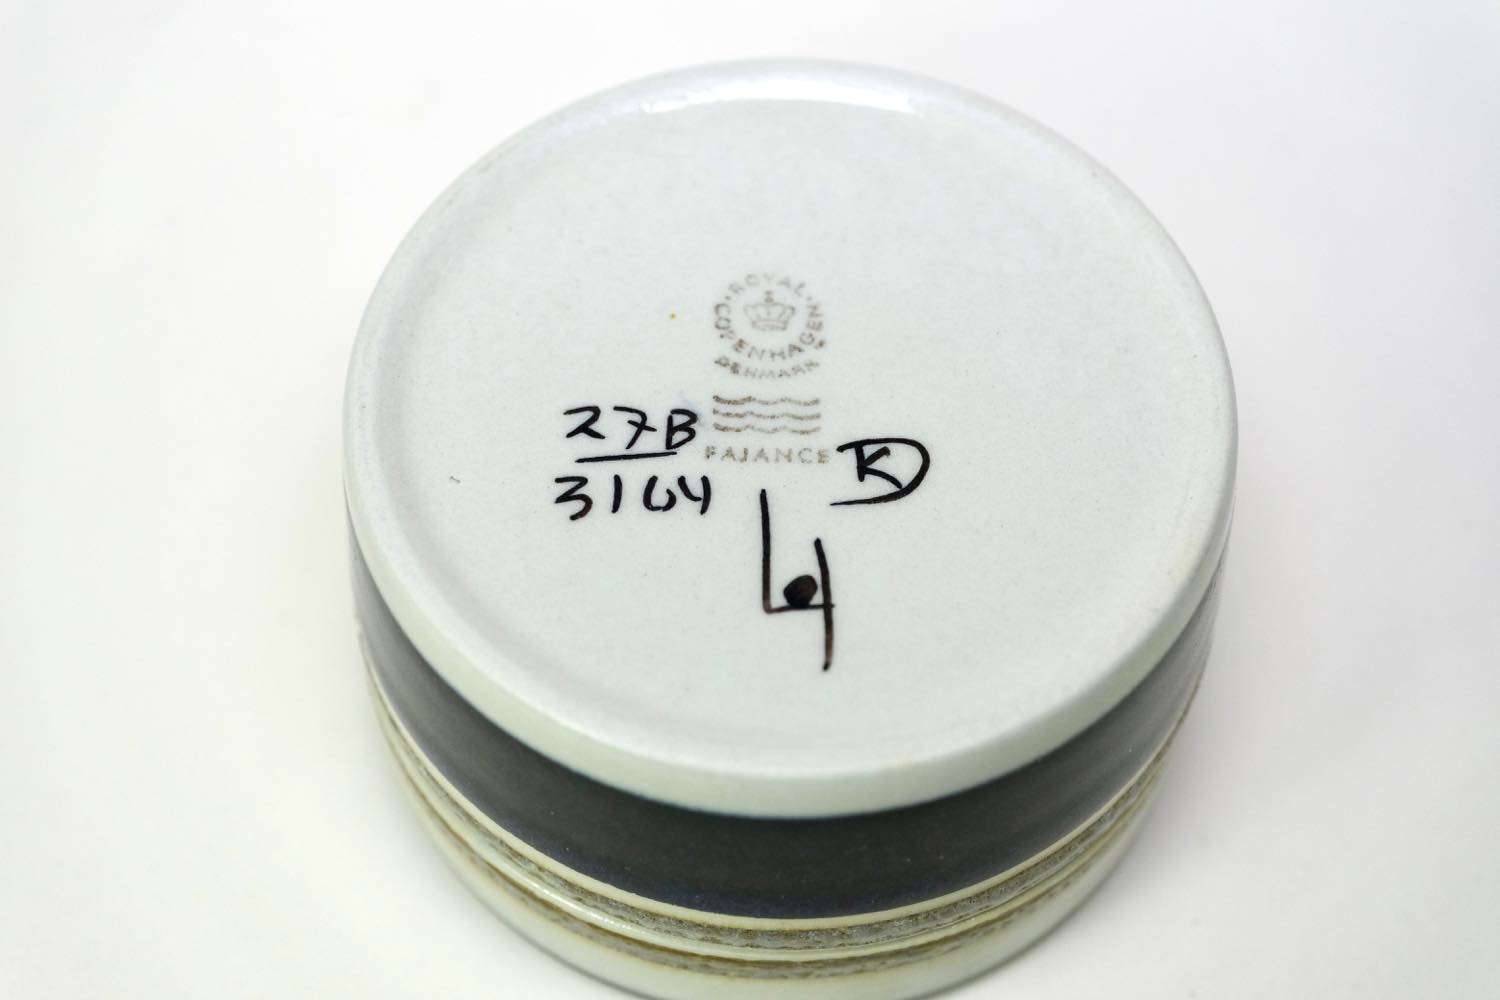 ROYAL COPENHAGEN
DENMARK
27B
FAJANCE
3164